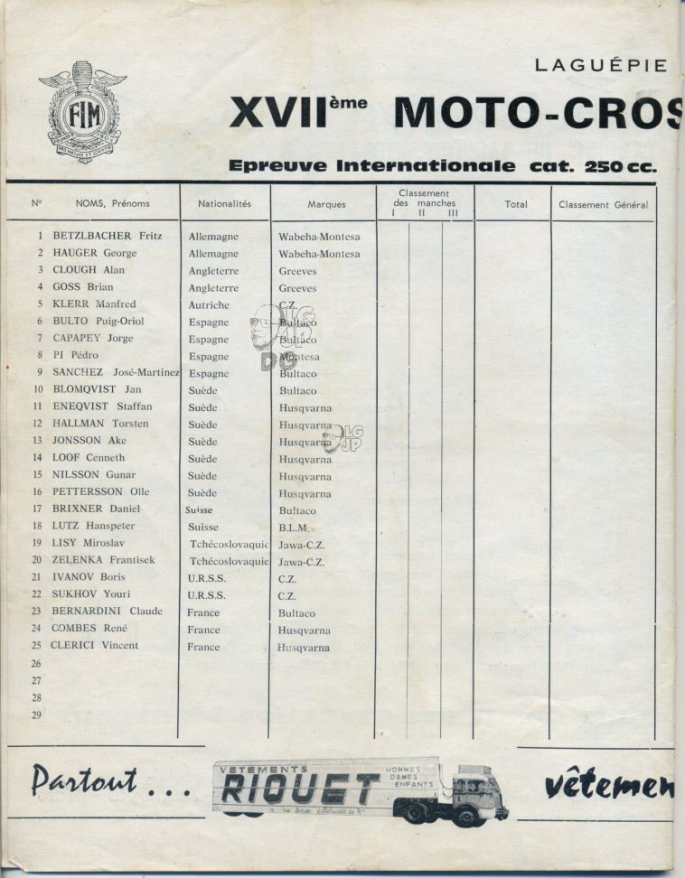 LAGUÉPIE
FIM
XVIIème MOTO-CROS
Epreuve Internationale cat. 250 cc.
N° NOMS, Prénoms Nationalités Marques Classement des manches I II III Total Classement Général
1 BETZLBACHER Fritz Allemagne Wabeha-Montesa
2 HAUGER George Allemagne Wabeha-Montesa
3 CLOUGH Alan Angleterre Greeves
4 GOSS Brian Angleterre Greeves
5 KLERR Manfred Autriche C.Z.
6 BULTO Puig-Oriol Espagne Bultaco
7 CAPAPEY Jorge Espagne Bultaco
8 PI Pédro Espagne Montesa
9 SANCHEZ José-Martinez Espagne Bultaco
10 BLOMQVIST Jan Suède Bultaco
11 ENEQVIST Staffan Suède Husqvarna
12 HALLMAN Torsten Suède Husqvarna
13 JONSSON Ake Suède Husqvarna
14 LOOF Cenneth Suède Husqvarna
15 NILSSON Gunar Suède Husqvarna
16 PETTERSSON Olle Suède Husqvarna
17 BRIXNER Daniel Suisse Bultaco
18 LUTZ Hanspeter Suisse B.L.M.
19 LISY Miroslav Tchécoslovaquie Jawa-C.Z.
20 ZELENKA Frantisek Tchécoslovaquie Jawa-C.Z.
21 IVANOV Boris U.R.S.S. C.Z.
22 SUKHOV Youri U.R.S.S. C.Z.
23 BERNARDINI Claude France Bultaco
24 COMBES René France Husqvarna
25 CLERICI Vincent France Husqvarna
26
27
28
29
LG JP
DG
LG JP
Partout ...
VÊTEMENTS
RIQUET
HOMMES
DAMES
ENFANTS
vêtemen